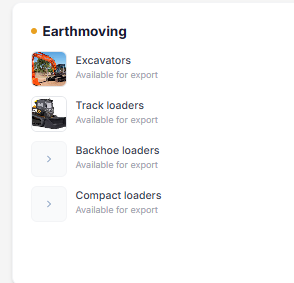 Earthmoving
Excavators
Available for export
Track loaders
Available for export
Backhoe loaders
Available for export
Compact loaders
Available for export